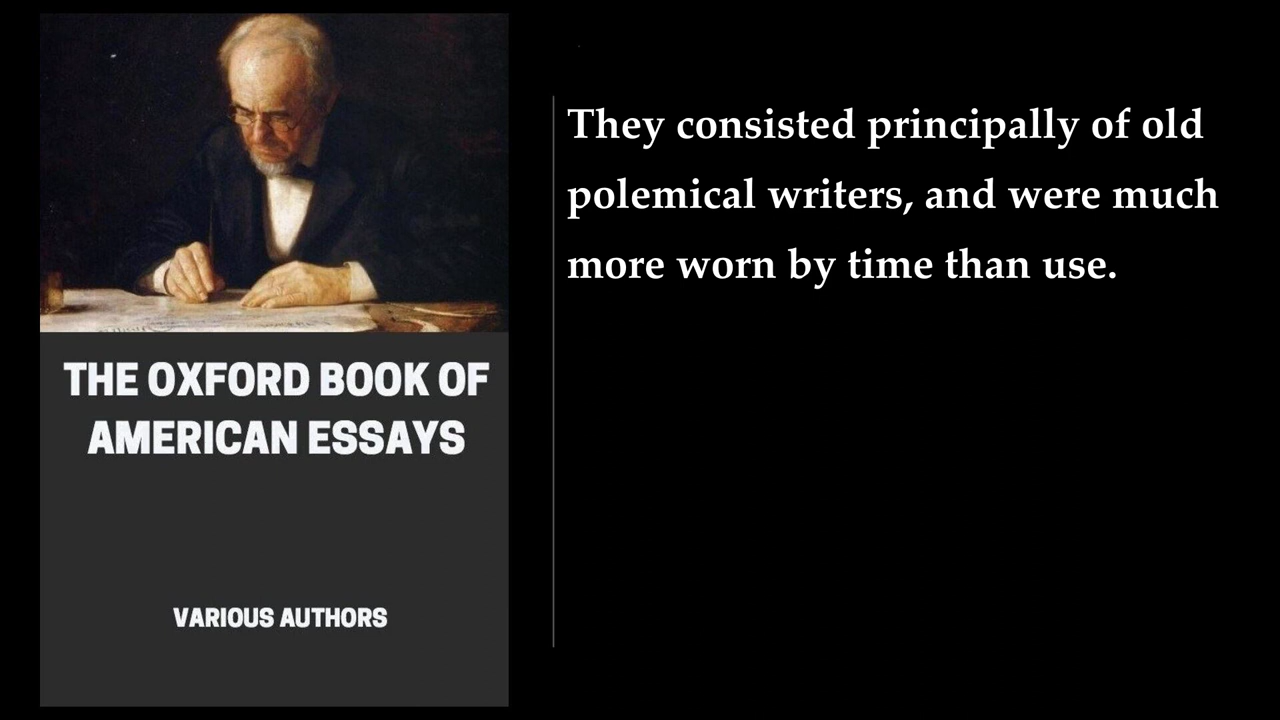 THE OXFORD BOOK OF
AMERICAN ESSAYS
VARIOUS AUTHORS
They consisted principally of old
polemical writers, and were much
more worn by time than use.